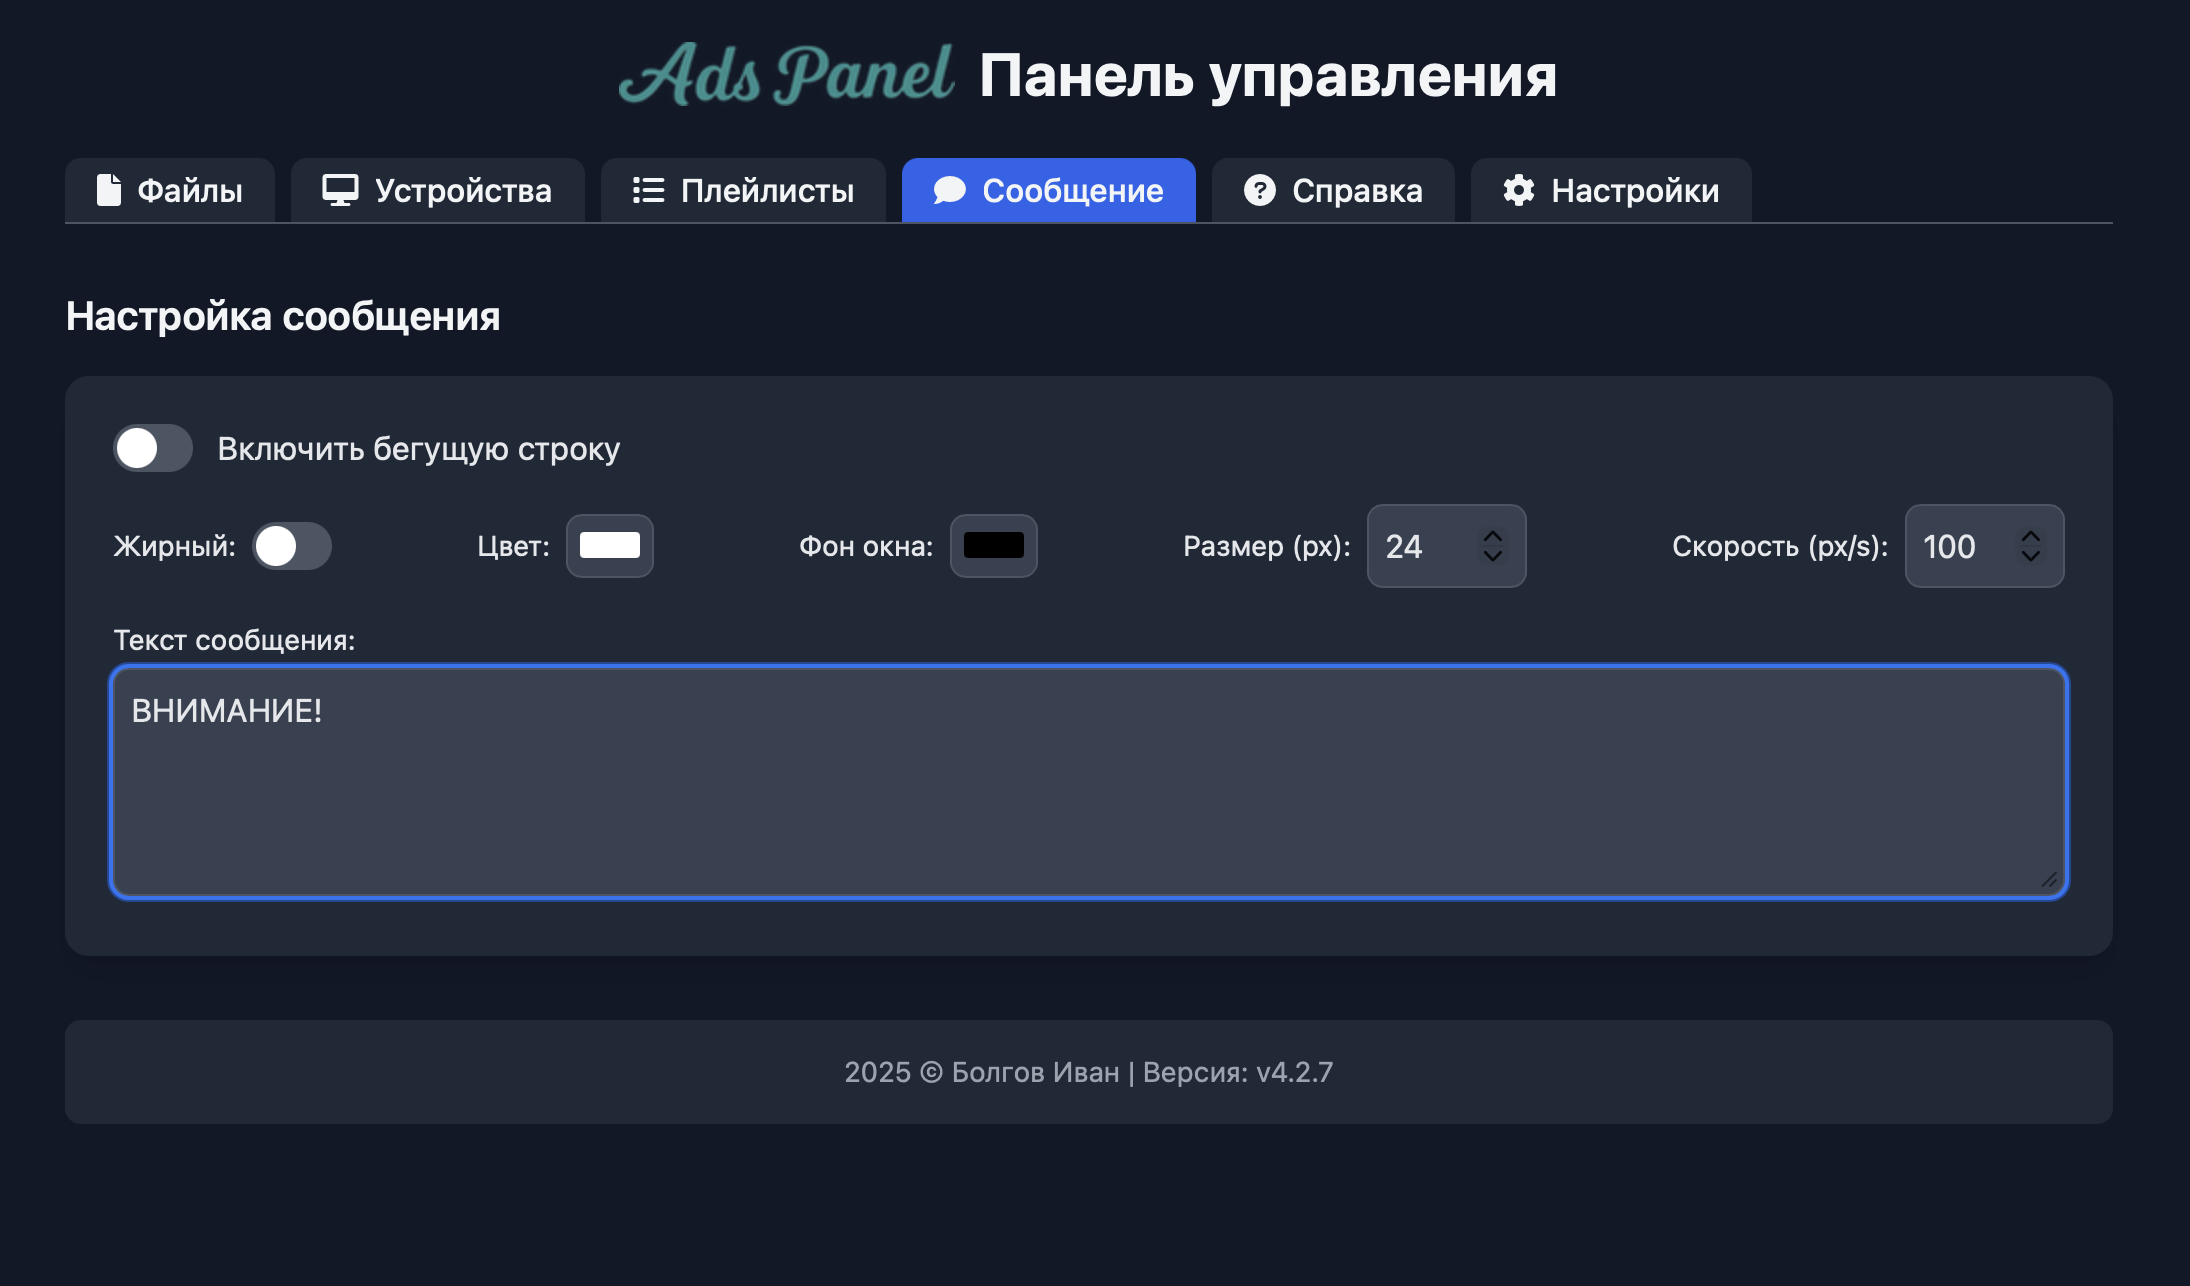 Ads Panel Панель управления
Файлы Устройства Плейлисты Сообщение Справка Настройки
Настройка сообщения
Включить бегущую строку
Жирный: Цвет: Фон окна: Размер (px): 24 Скорость (px/s): 100
Текст сообщения:
ВНИМАНИЕ!
2025 © Болгов Иван | Версия: v4.2.7